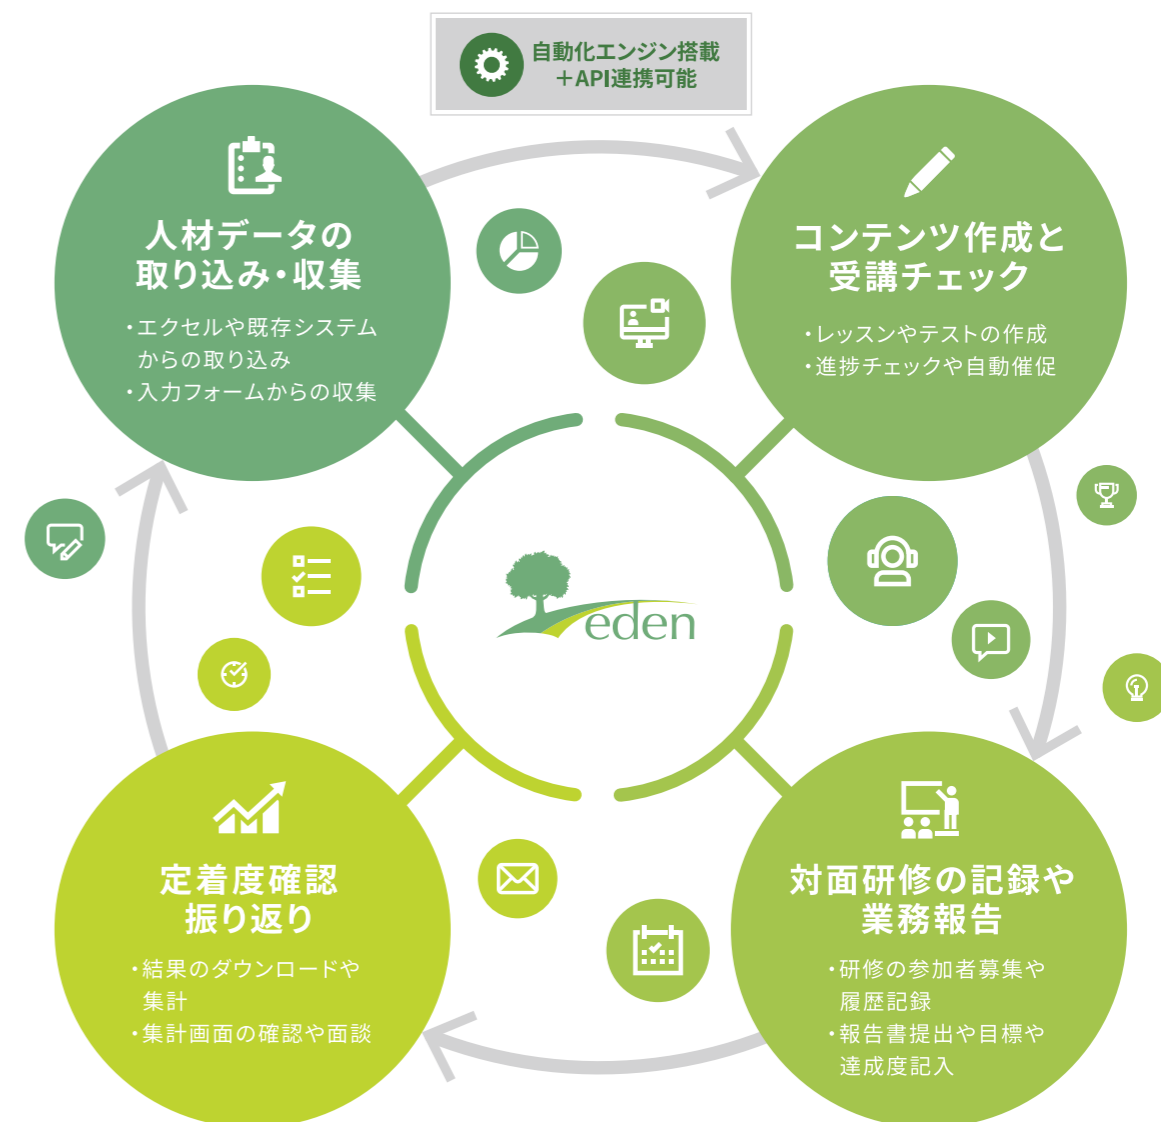 自動化エンジン搭載
＋API連携可能
人材データの
取り込み・収集
・エクセルや既存システム
からの取り込み
・入力フォームからの収集
コンテンツ作成と
受講チェック
・レッスンやテストの作成
・進捗チェックや自動催促
eden
定着度確認
振り返り
・結果のダウンロードや
集計
・集計画面の確認や面談
対面研修の記録や
業務報告
・研修の参加者募集や
履歴記録
・報告書提出や目標や
達成度記入